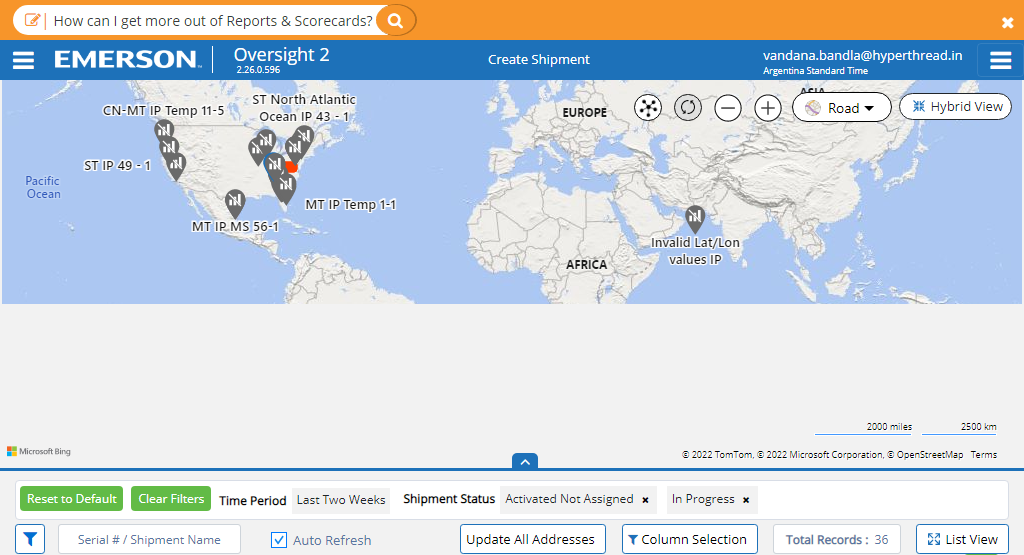 How can I get more out of Reports & Scorecards?
EMERSON
Oversight 2
2.26.0.596
Create Shipment
vandana.bandla@hyperthread.in
Argentina Standard Time
CN-MT IP Temp 11-5
ST North Atlantic
Ocean IP 43 - 1
EUROPE
ASIA
Road
Hybrid View
ST IP 49 - 1
Pacific
Ocean
MT IP Temp 1-1
MT IP MS 56-1
Invalid Lat/Lon
values IP
AFRICA
2000 miles
2500 km
Microsoft Bing
© 2022 TomTom, © 2022 Microsoft Corporation, © OpenStreetMap Terms
Reset to Default
Clear Filters
Time Period
Last Two Weeks
Shipment Status
Activated Not Assigned ×
In Progress ×
Serial # / Shipment Name
Auto Refresh
Update All Addresses
Column Selection
Total Records : 36
List View